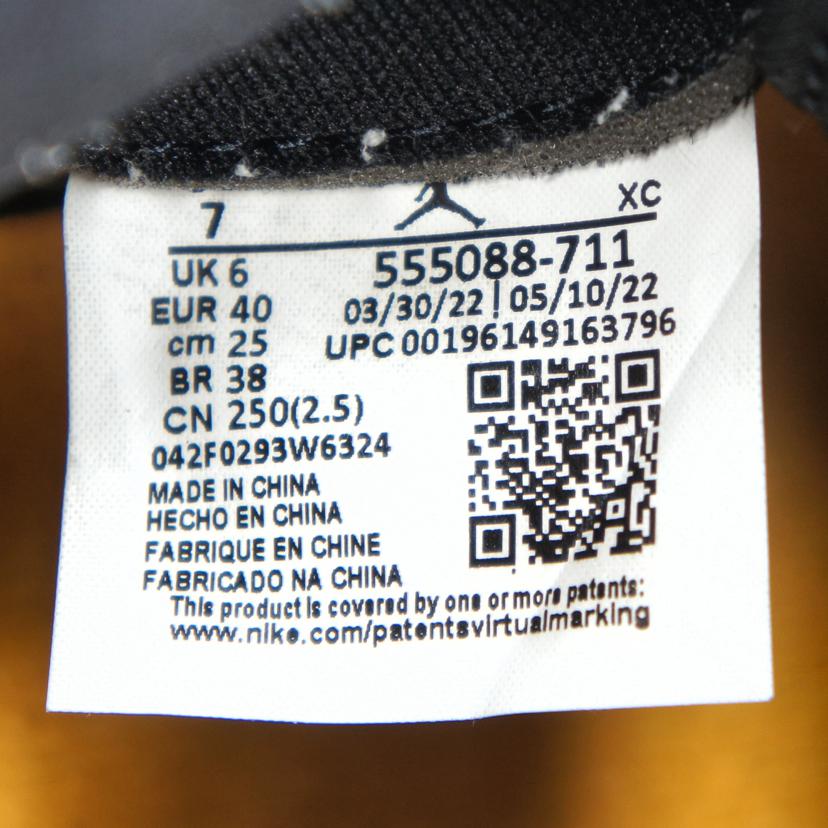 7 XC
UK 6 555088-711
EUR 40 03/30/22 | 05/10/22
cm 25 UPC 00196149163796
BR 38
CN 250(2.5)
042F0293W6324
MADE IN CHINA
HECHO EN CHINA
FABRIQUE EN CHINE
FABRICADO NA CHINA
This product is covered by one or more patents:
www.nike.com/patentsvirtualmarking